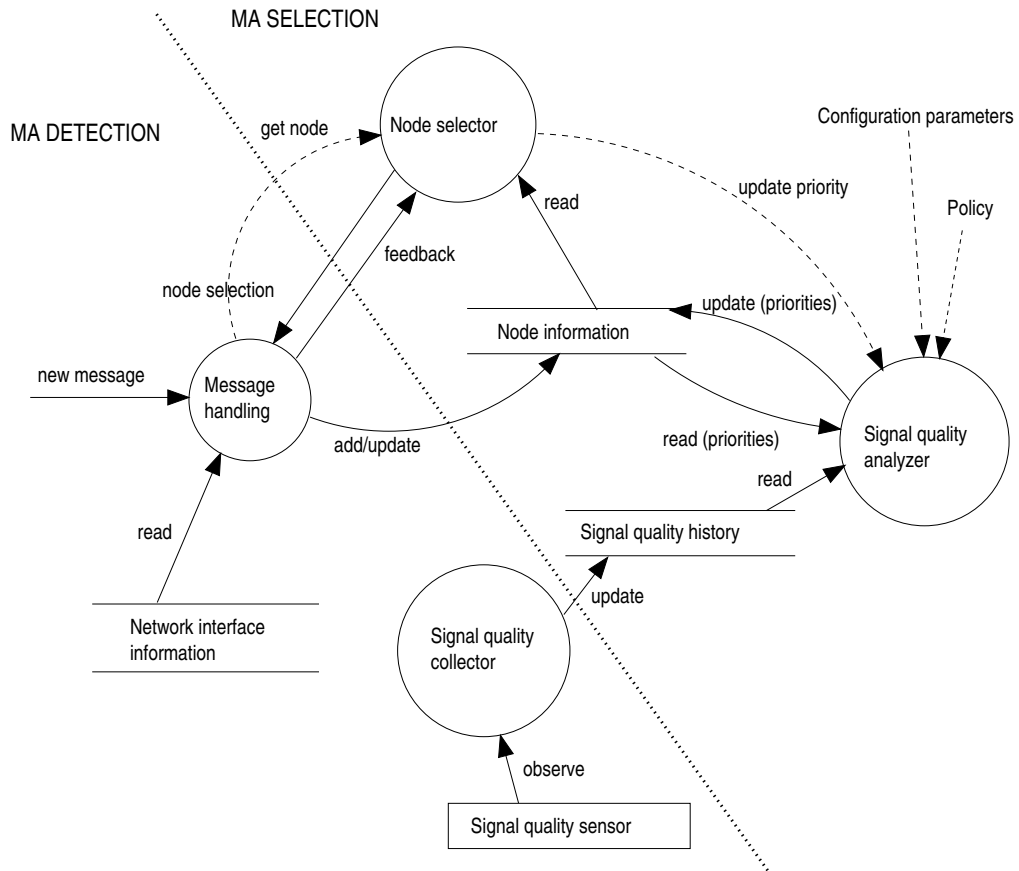 MA SELECTION
MA DETECTION
get node
Node selector
Configuration parameters
update priority
Policy
read
feedback
node selection
update (priorities)
Node information
new message
Message
handling
add/update
read (priorities)
Signal quality
analyzer
read
read
Signal quality history
update
Network interface
information
Signal quality
collector
observe
Signal quality sensor